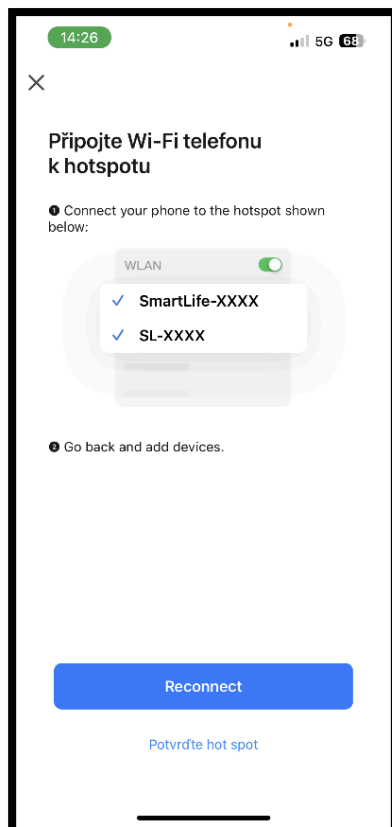 14:26
5G 68
Připojte Wi-Fi telefonu
k hotspotu
❶ Connect your phone to the hotspot shown
below:
WLAN
✓ SmartLife-XXXX
✓ SL-XXXX
❷ Go back and add devices.
Reconnect
Potvrďte hot spot